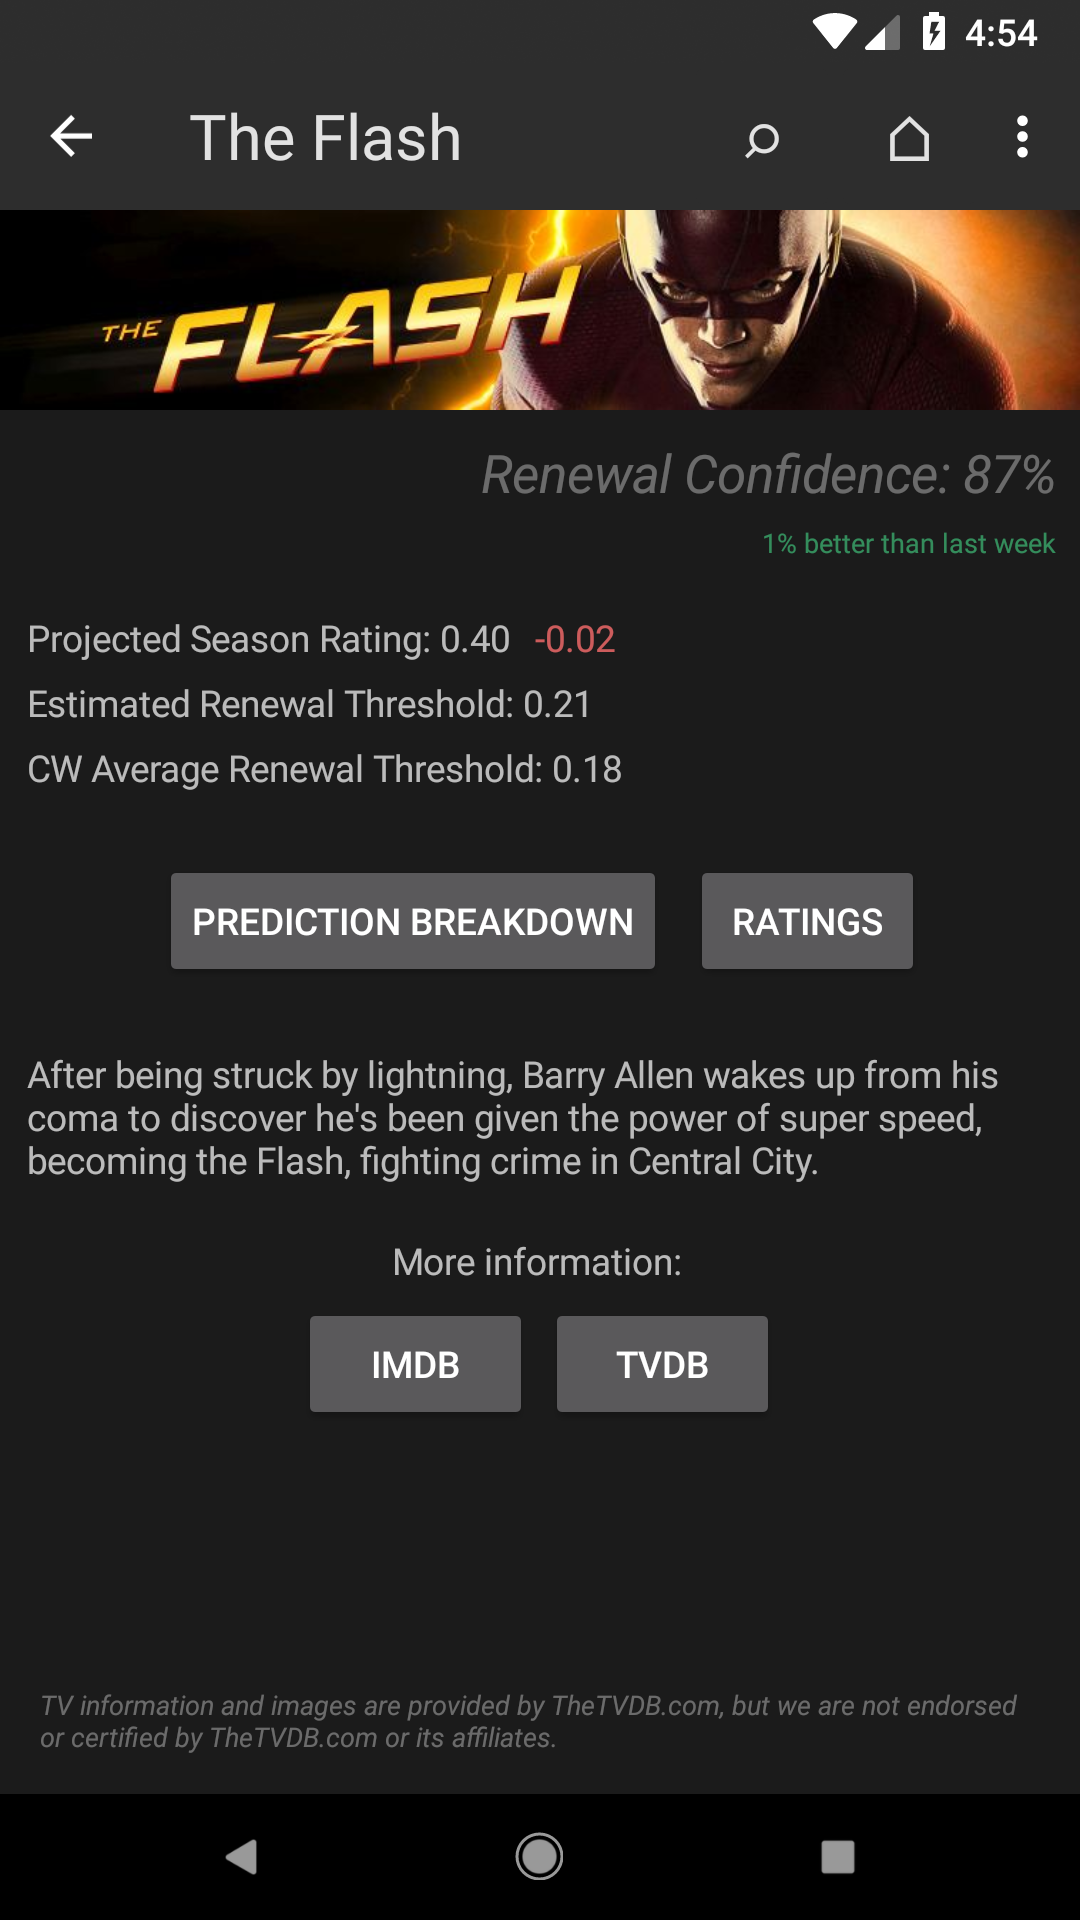 4:54
The Flash
THE FLASH
Renewal Confidence: 87%
1% better than last week
Projected Season Rating: 0.40 -0.02
Estimated Renewal Threshold: 0.21
CW Average Renewal Threshold: 0.18
PREDICTION BREAKDOWN RATINGS
After being struck by lightning, Barry Allen wakes up from his
coma to discover he's been given the power of super speed,
becoming the Flash, fighting crime in Central City.
More information:
IMDB TVDB
TV information and images are provided by TheTVDB.com, but we are not endorsed
or certified by TheTVDB.com or its affiliates.